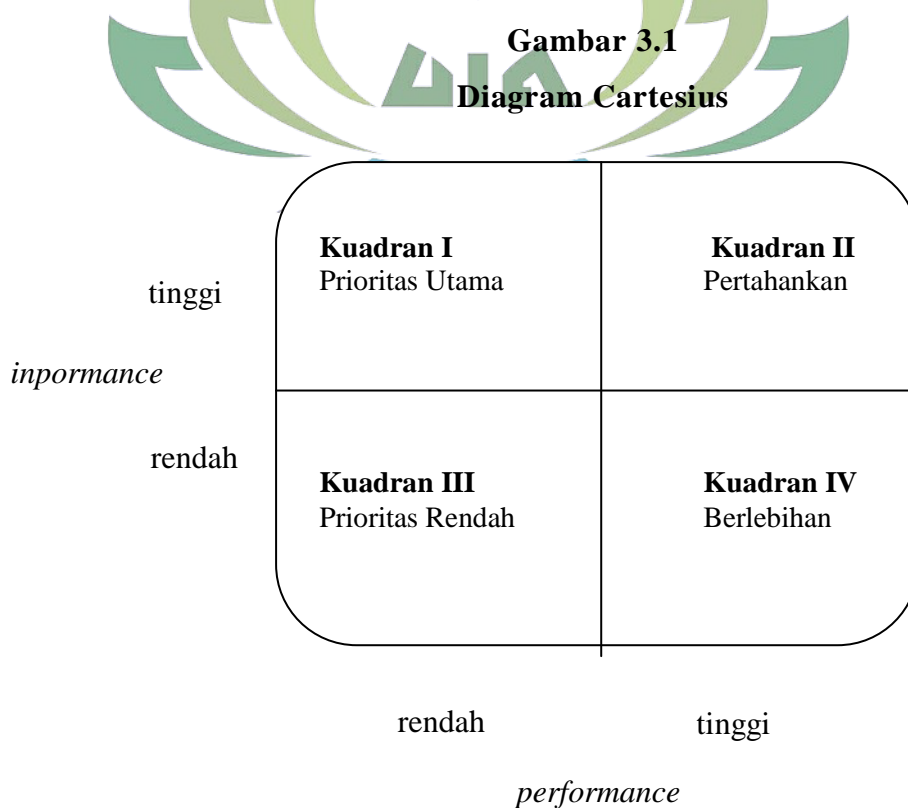 Gambar 3.1
Diagram Cartesius
Kuadran I
Prioritas Utama
Kuadran II
Pertahankan
tinggi
inpormance
rendah
Kuadran III
Prioritas Rendah
Kuadran IV
Berlebihan
rendah tinggi
performance